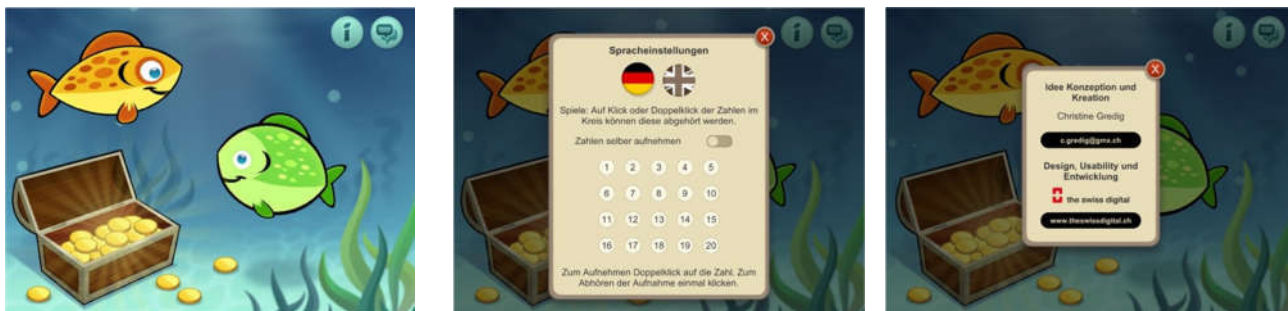 Spracheinstellungen
Spiele: Auf Klick oder Doppelklick der Zahlen im
Kreis können diese abgehört werden.
Zahlen selber aufnehmen
1 2 3 4 5
6 7 8 9 10
11 12 13 14 15
16 17 18 19 20
Zum Aufnehmen Doppelklick auf die Zahl. Zum
Abhören der Aufnahme einmal klicken.
X
i
Idee Konzeption und
Kreation
Christine Gredig
c.gredig@gmx.ch
Design, Usability und
Entwicklung
the swiss digital
www.theswissdigital.ch
X
i